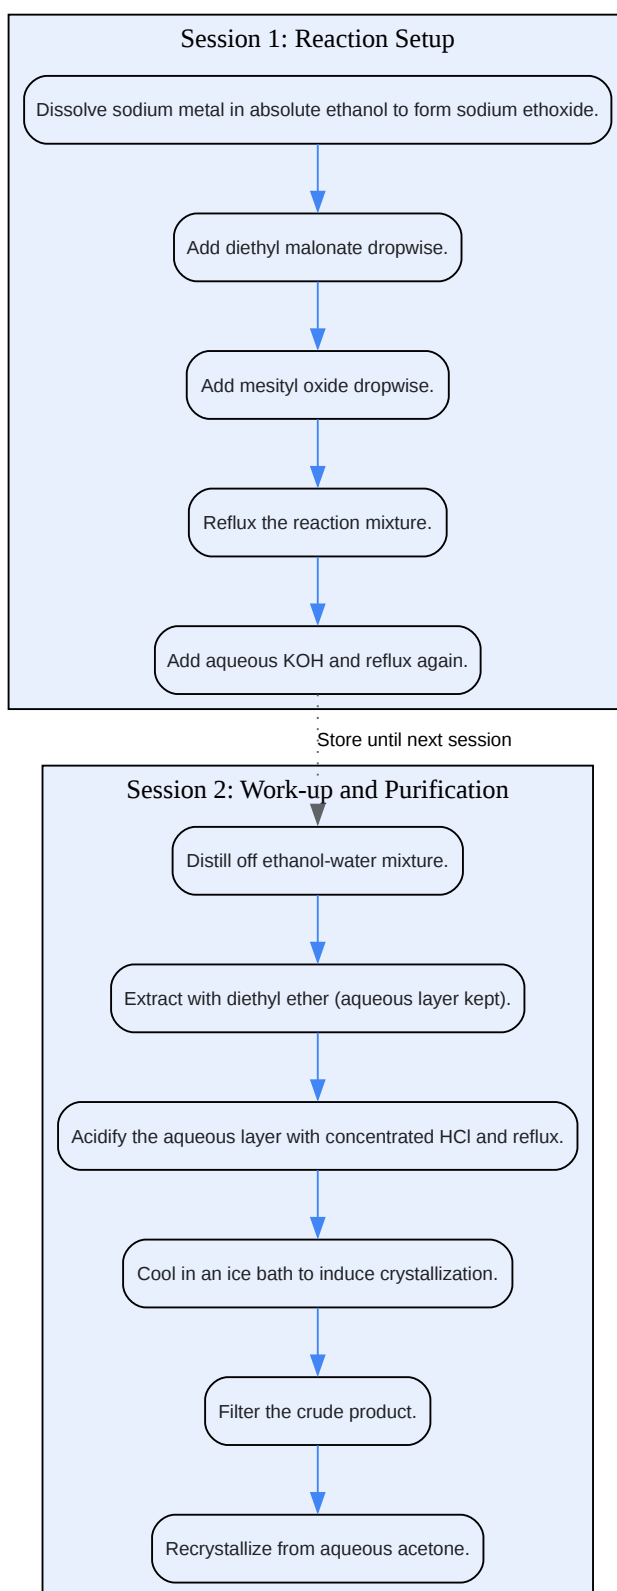 Session 1: Reaction Setup
Dissolve sodium metal in absolute ethanol to form sodium ethoxide.
Add diethyl malonate dropwise.
Add mesityl oxide dropwise.
Reflux the reaction mixture.
Add aqueous KOH and reflux again.
Store until next session
Session 2: Work-up and Purification
Distill off ethanol-water mixture.
Extract with diethyl ether (aqueous layer kept).
Acidify the aqueous layer with concentrated HCl and reflux.
Cool in an ice bath to induce crystallization.
Filter the crude product.
Recrystallize from aqueous acetone.